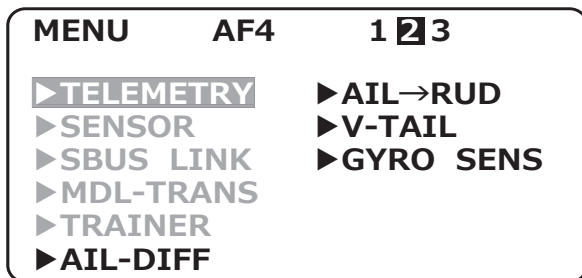 MENU AF4 1 2 3
▶TELEMETRY ▶AIL→RUD
▶SENSOR ▶V-TAIL
▶SBUS LINK ▶GYRO SENS
▶MDL-TRANS
▶TRAINER
▶AIL-DIFF